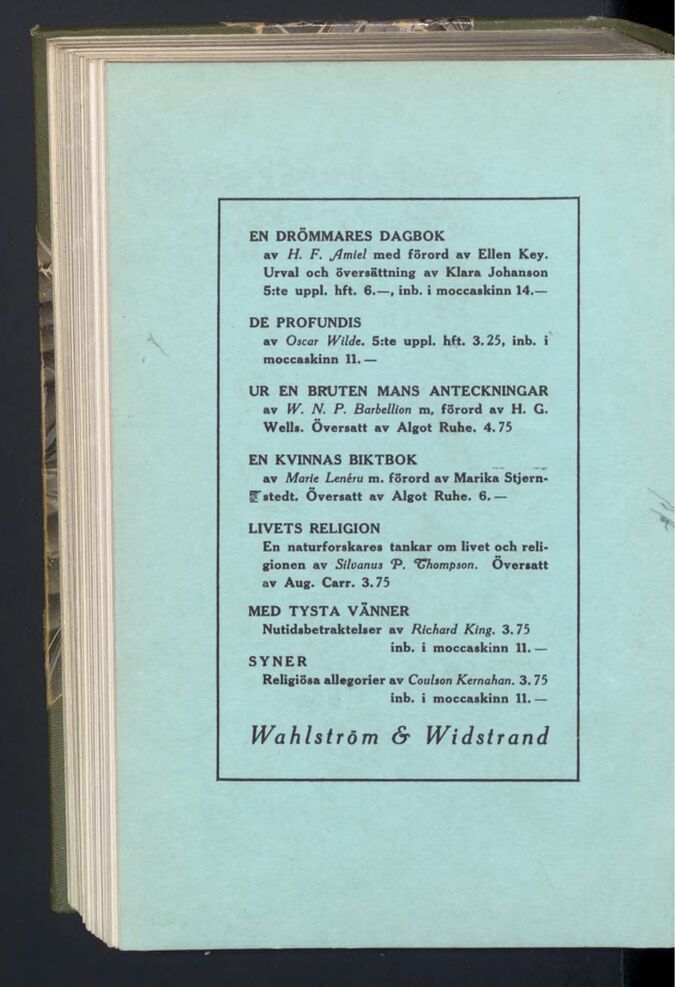 EN DRÖMMARES DAGBOK
av H. F. Amiel med förord av Ellen Key.
Urval och översättning av Klara Johanson
5:te uppl. hft. 6.—, inb. i moccaskinn 14.—
DE PROFUNDIS
av Oscar Wilde. 5:te uppl. hft. 3.25, inb. i
moccaskinn 11. —
UR EN BRUTEN MANS ANTECKNINGAR
av W. N. P. Barbellion m. förord av H. G.
Wells. Översatt av Algot Ruhe. 4.75
EN KVINNAS BIKTBOK
av Marie Lenéru m. förord av Marika Stjern-
stedt. Översatt av Algot Ruhe. 6. —
LIVETS RELIGION
En naturforskares tankar om livet och reli-
gionen av Silvanus P. Thompson. Översatt
av Aug. Carr. 3.75
MED TYSTA VÄNNER
Nutidsbetraktelser av Richard King. 3.75
inb. i moccaskinn 11. —
SYNER
Religiösa allegorier av Coulson Kernahan. 3.75
inb. i moccaskinn 11. —
Wahlström & Widstrand